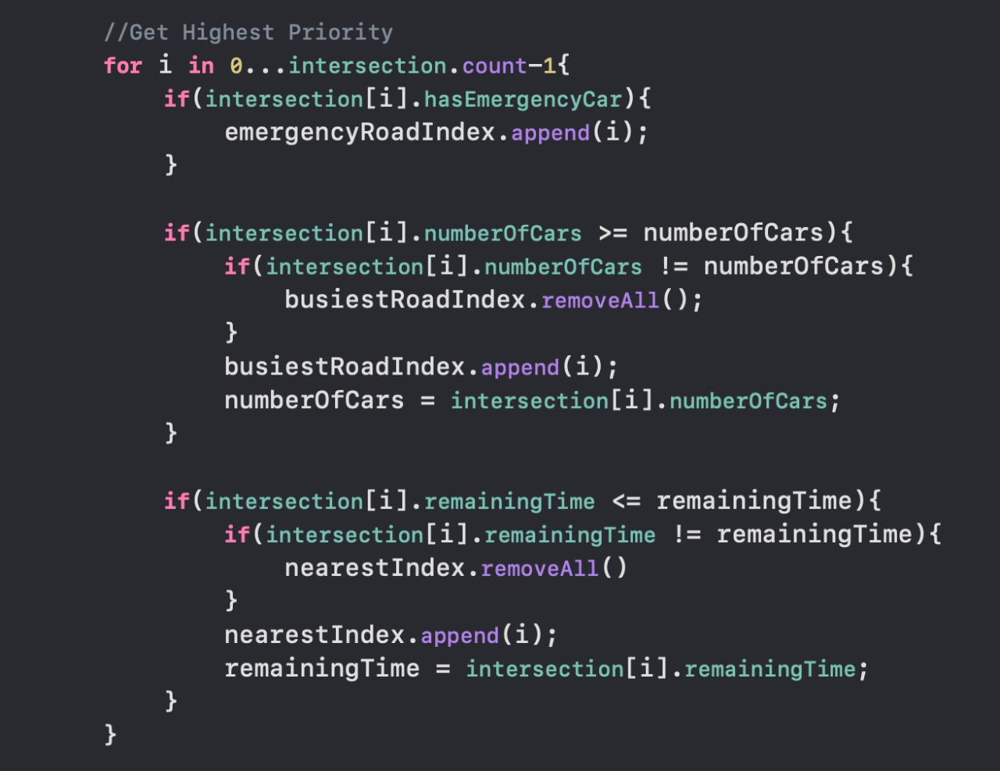 //Get Highest Priority
for i in 0...intersection.count-1{
if(intersection[i].hasEmergencyCar){
emergencyRoadIndex.append(i);
}
if(intersection[i].numberOfCars >= numberOfCars){
if(intersection[i].numberOfCars != numberOfCars){
busiestRoadIndex.removeAll();
}
busiestRoadIndex.append(i);
numberOfCars = intersection[i].numberOfCars;
}
if(intersection[i].remainingTime <= remainingTime){
if(intersection[i].remainingTime != remainingTime){
nearestIndex.removeAll()
}
nearestIndex.append(i);
remainingTime = intersection[i].remainingTime;
}
}